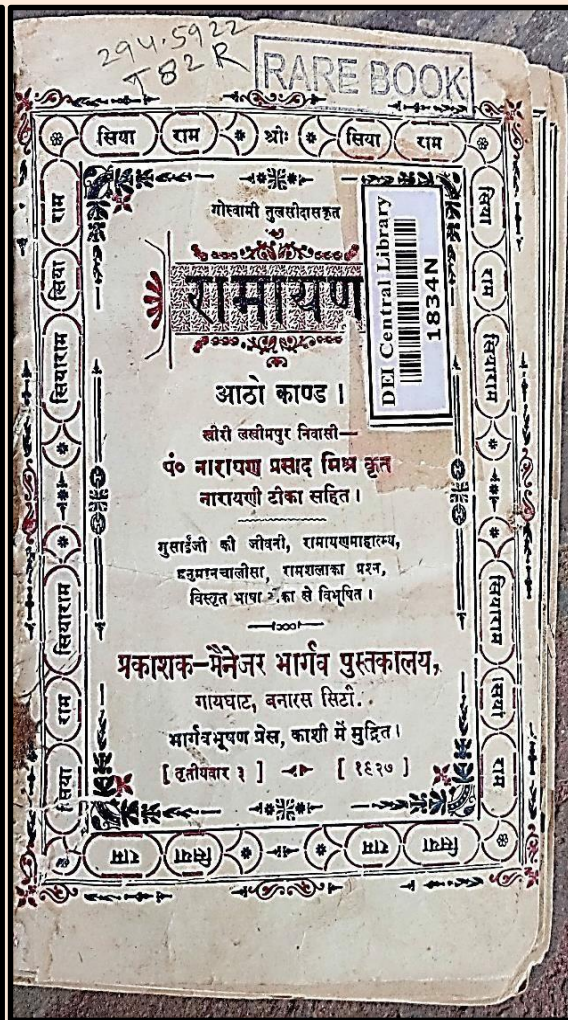 294.5922
T82R
RARE BOOK
सिया राम श्रीः सिया राम
गोस्वामी तुलसीदासकृत
रामायण
DEI Central Library
1834N
आठो काण्ड ।
खीरी लखीमपुर निवासी—
पं० नारायण प्रसाद मिश्र कृत
नारायणी टीका सहित ।
गुसाईंजी की जीवनी, रामायणमाहात्म्य,
हनुमानचालीसा, रामशलाका प्रश्न,
विस्तृत भाषा का से विभूषित ।
प्रकाशक—मैनेजर भार्गव पुस्तकालय,
गायघाट, बनारस सिटी.
भार्गवभूषण प्रेस, काशी में मुद्रित ।
[ तृतीयवार ३ ] [ १६२७ ]
सिया राम सियाराम सियाराम सिया राम
राम सिया सियाराम सियाराम राम सिया
राम सिया राम सिया